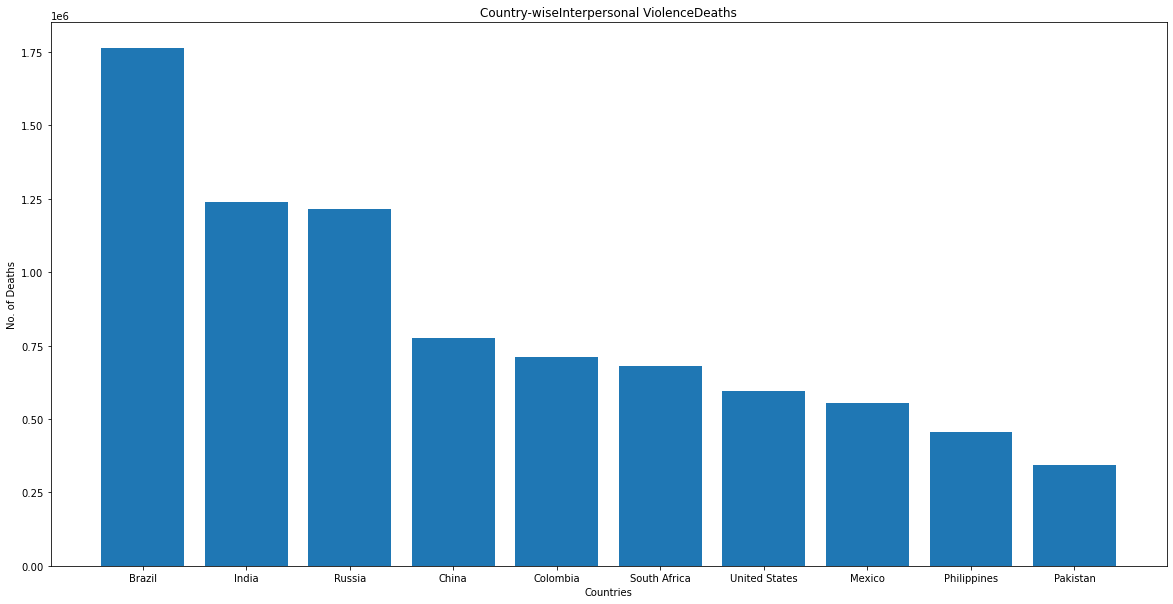 Country-wiseInterpersonal ViolenceDeaths
1e6
1.75
1.50
1.25
1.00
0.75
0.50
0.25
0.00
No. of Deaths
Brazil India Russia China Colombia South Africa United States Mexico Philippines Pakistan
Countries